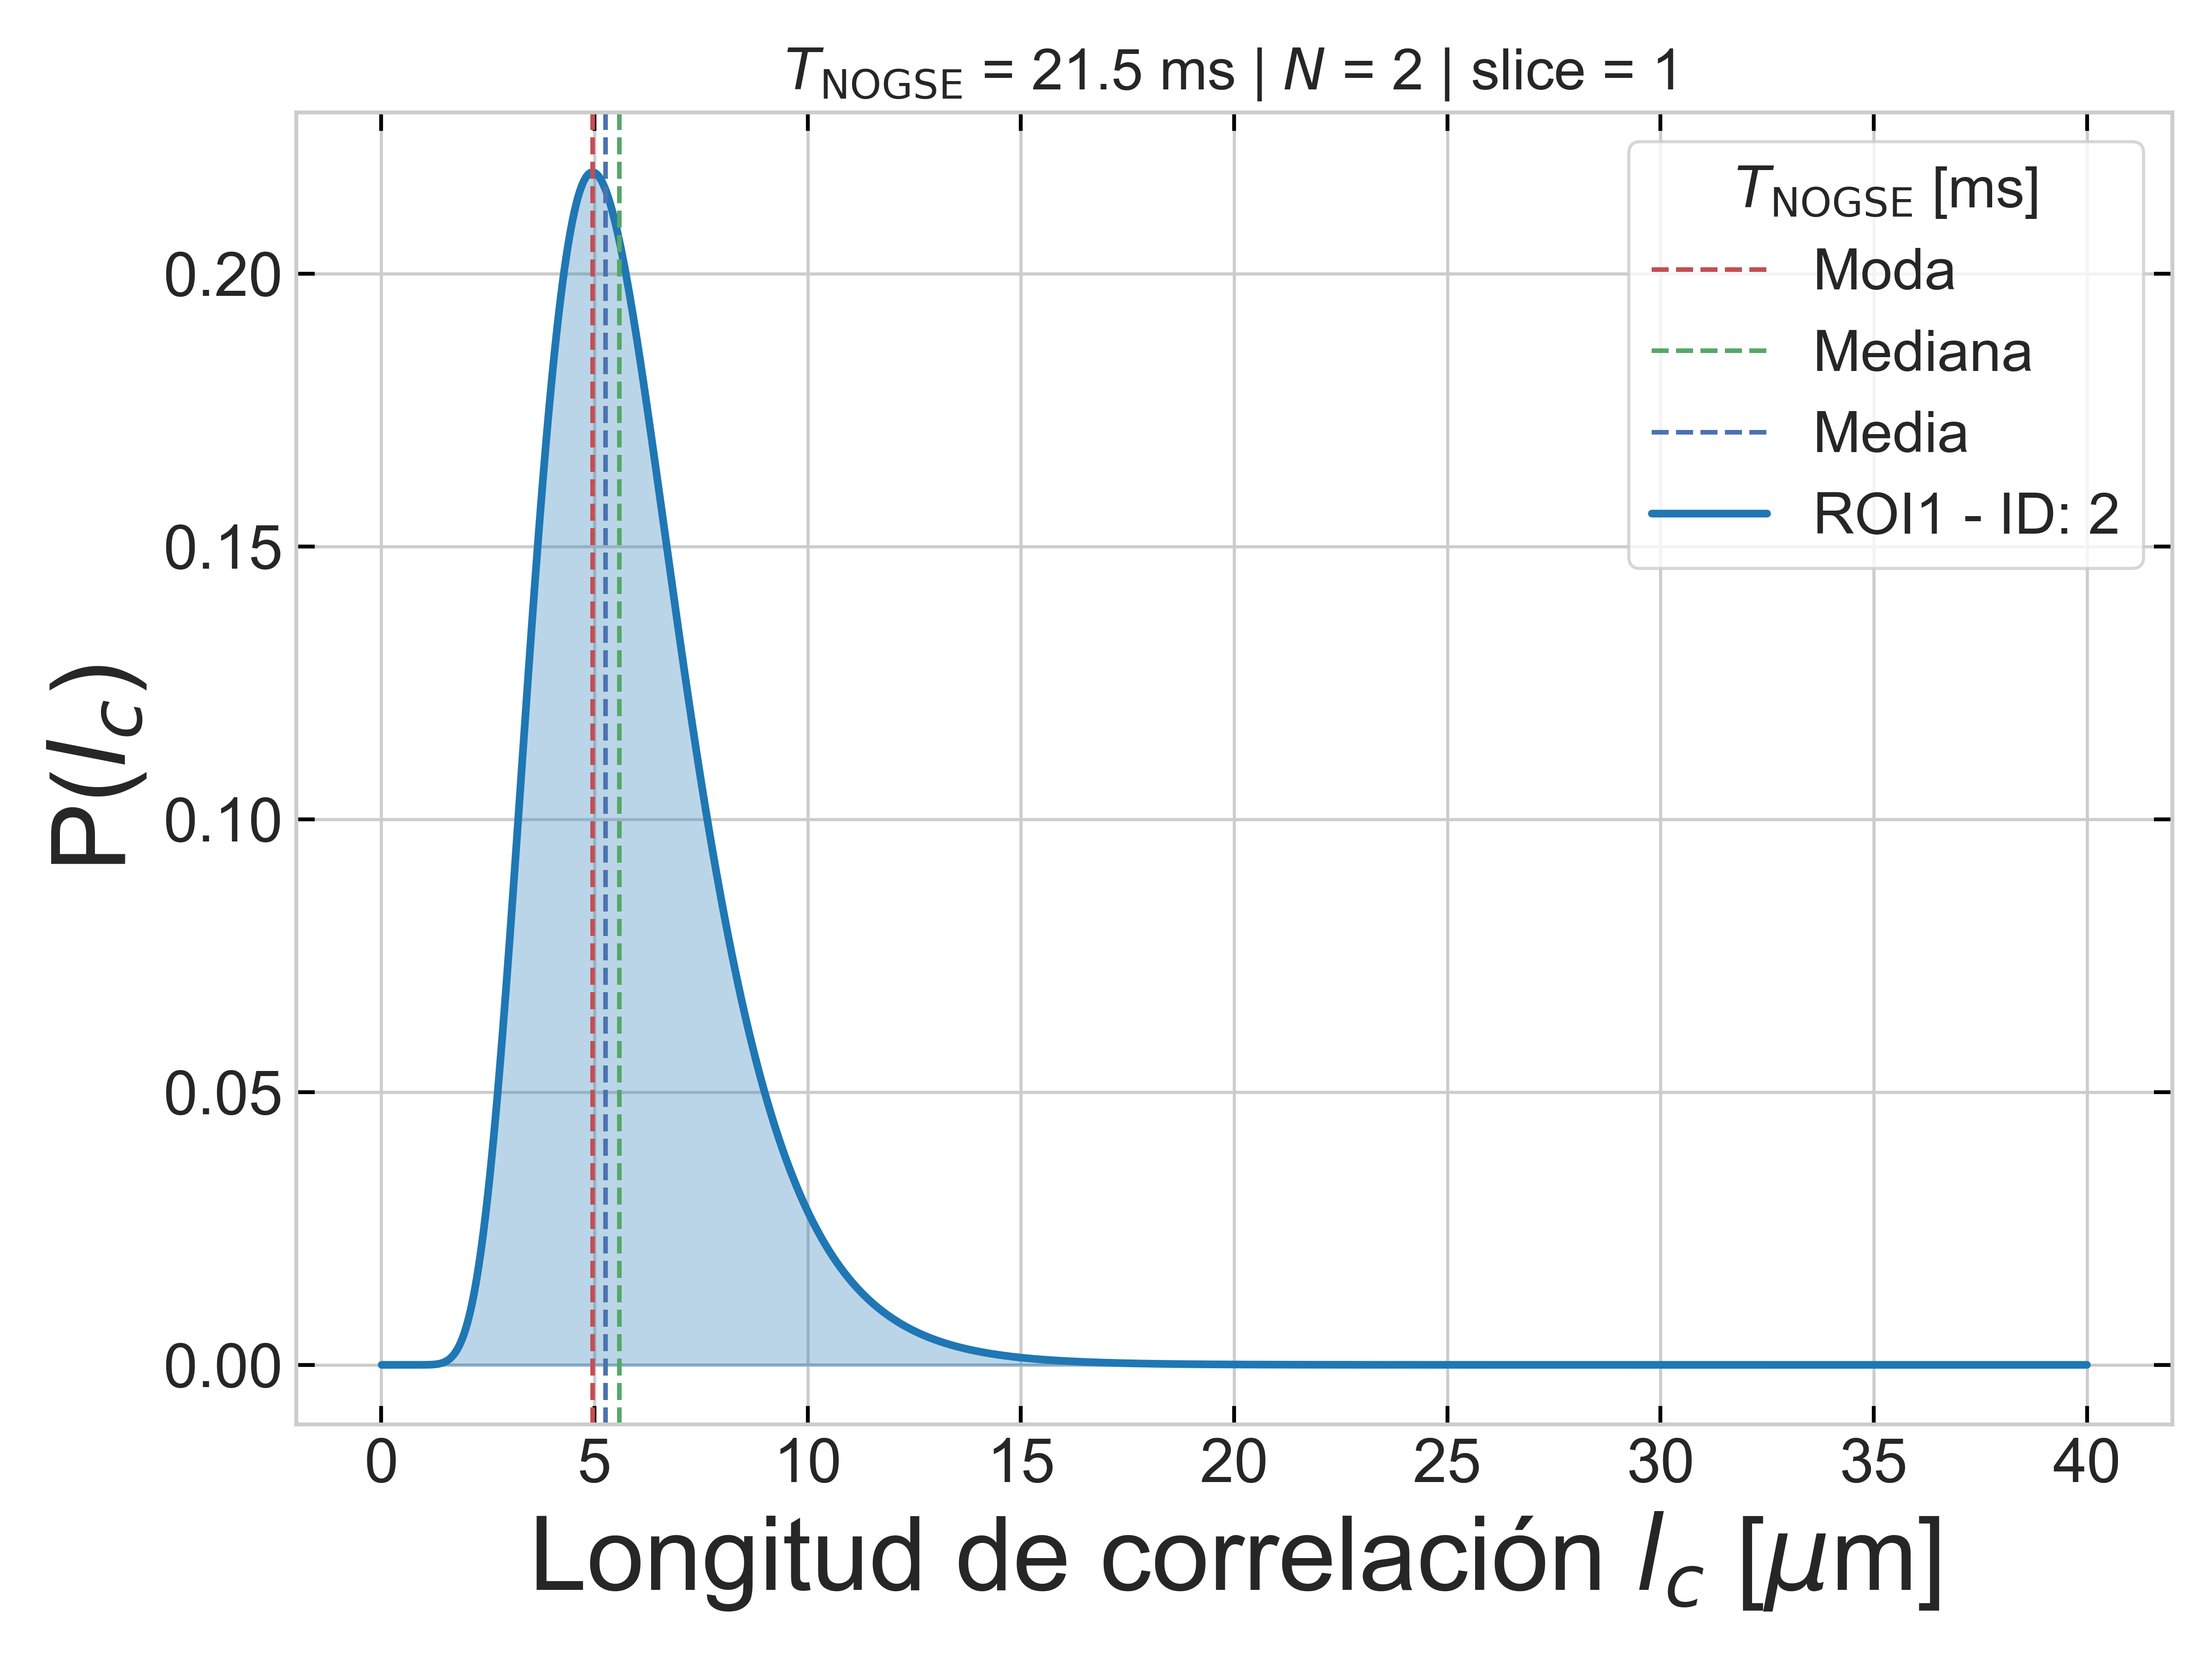 T_NOGSE = 21.5 ms | N = 2 | slice = 1
T_NOGSE [ms]
Moda
Mediana
Media
ROI1 - ID: 2
P(l_c)
0.20
0.15
0.10
0.05
0.00
0 5 10 15 20 25 30 35 40
Longitud de correlación l_c [μm]